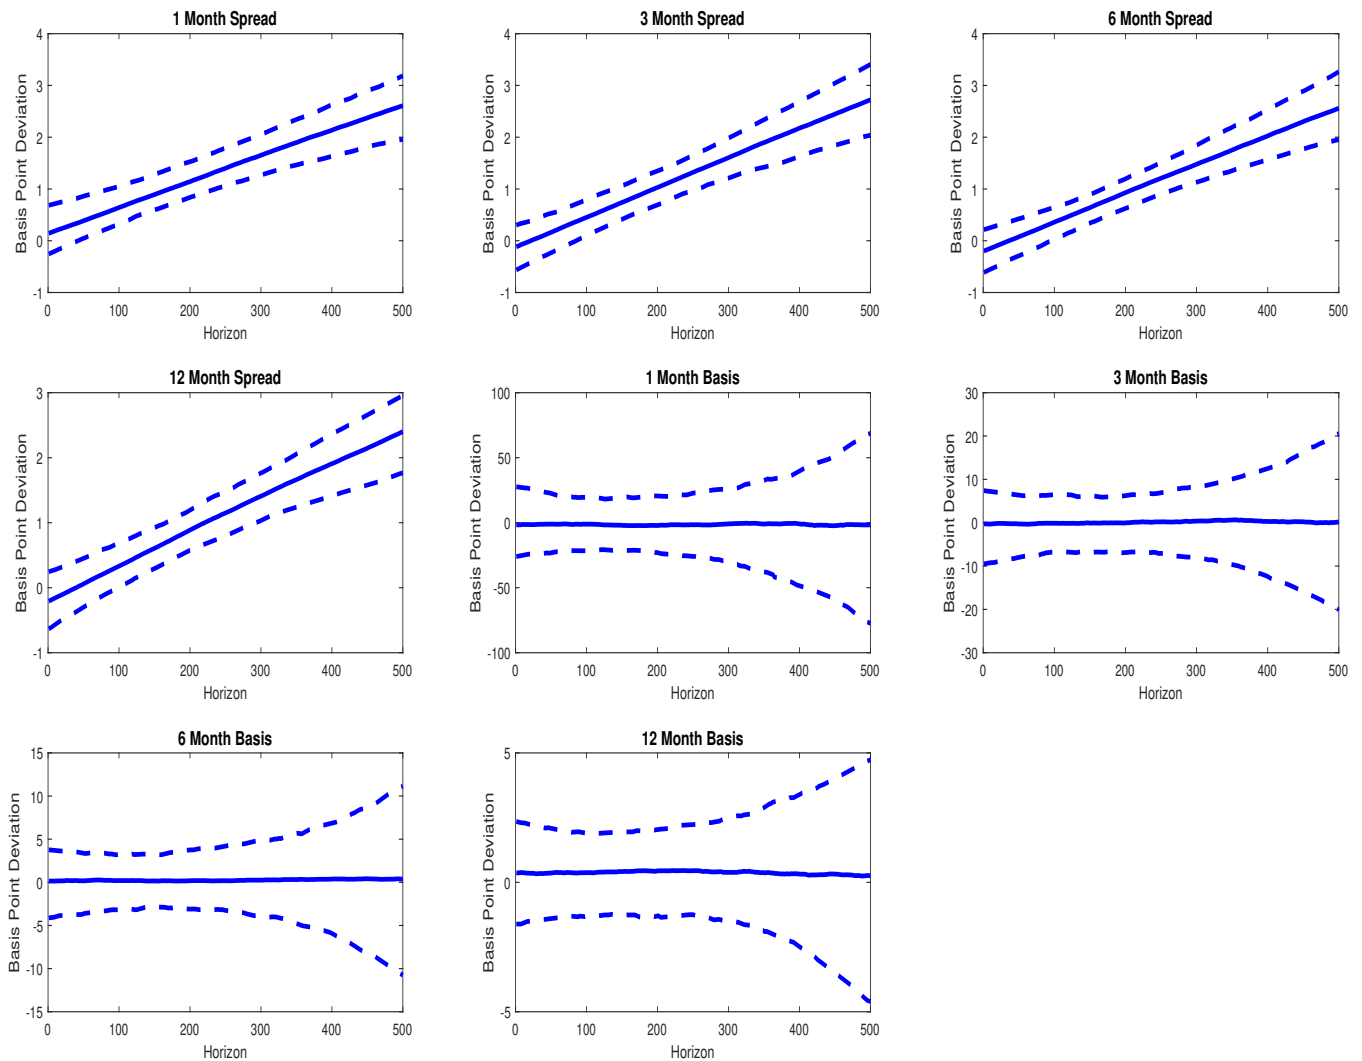 1 Month Spread
Basis Point Deviation
4
3
2
1
0
-1
0 100 200 300 400 500
Horizon
3 Month Spread
Basis Point Deviation
4
3
2
1
0
-1
0 100 200 300 400 500
Horizon
6 Month Spread
Basis Point Deviation
4
3
2
1
0
-1
0 100 200 300 400 500
Horizon
12 Month Spread
Basis Point Deviation
3
2
1
0
-1
0 100 200 300 400 500
Horizon
1 Month Basis
Basis Point Deviation
100
50
0
-50
-100
0 100 200 300 400 500
Horizon
3 Month Basis
Basis Point Deviation
30
20
10
0
-10
-20
-30
0 100 200 300 400 500
Horizon
6 Month Basis
Basis Point Deviation
15
10
5
0
-5
-10
-15
0 100 200 300 400 500
Horizon
12 Month Basis
Basis Point Deviation
5
0
-5
0 100 200 300 400 500
Horizon